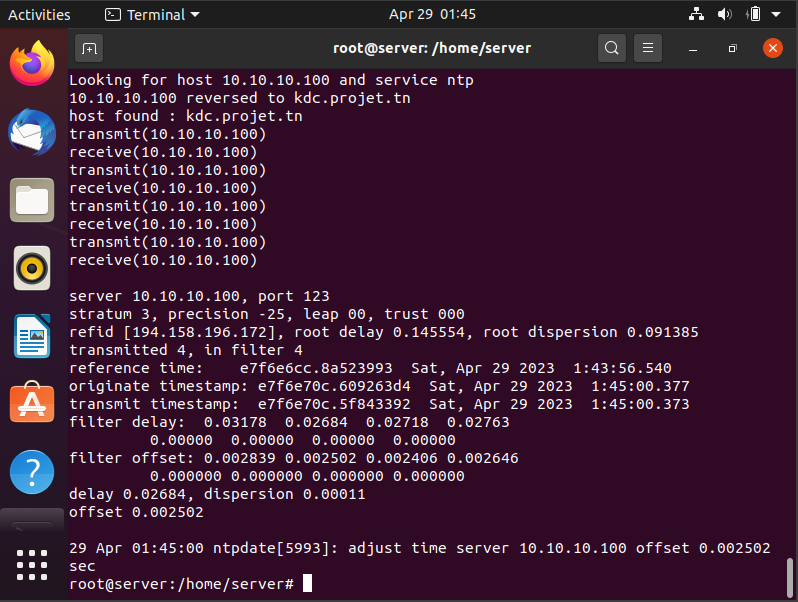 Activities Terminal Apr 29 01:45
root@server: /home/server
Looking for host 10.10.10.100 and service ntp
10.10.10.100 reversed to kdc.projet.tn
host found : kdc.projet.tn
transmit(10.10.10.100)
receive(10.10.10.100)
transmit(10.10.10.100)
receive(10.10.10.100)
transmit(10.10.10.100)
receive(10.10.10.100)
transmit(10.10.10.100)
receive(10.10.10.100)
server 10.10.10.100, port 123
stratum 3, precision -25, leap 00, trust 000
refid [194.158.196.172], root delay 0.145554, root dispersion 0.091385
transmitted 4, in filter 4
reference time:    e7f6e6cc.8a523993  Sat, Apr 29 2023  1:43:56.540
originate timestamp: e7f6e70c.609263d4  Sat, Apr 29 2023  1:45:00.377
transmit timestamp:  e7f6e70c.5f843392  Sat, Apr 29 2023  1:45:00.373
filter delay:  0.03178  0.02684  0.02718  0.02763
         0.00000  0.00000  0.00000  0.00000
filter offset: 0.002839 0.002502 0.002406 0.002646
         0.000000 0.000000 0.000000 0.000000
delay 0.02684, dispersion 0.00011
offset 0.002502
29 Apr 01:45:00 ntpdate[5993]: adjust time server 10.10.10.100 offset 0.002502
sec
root@server:/home/server#